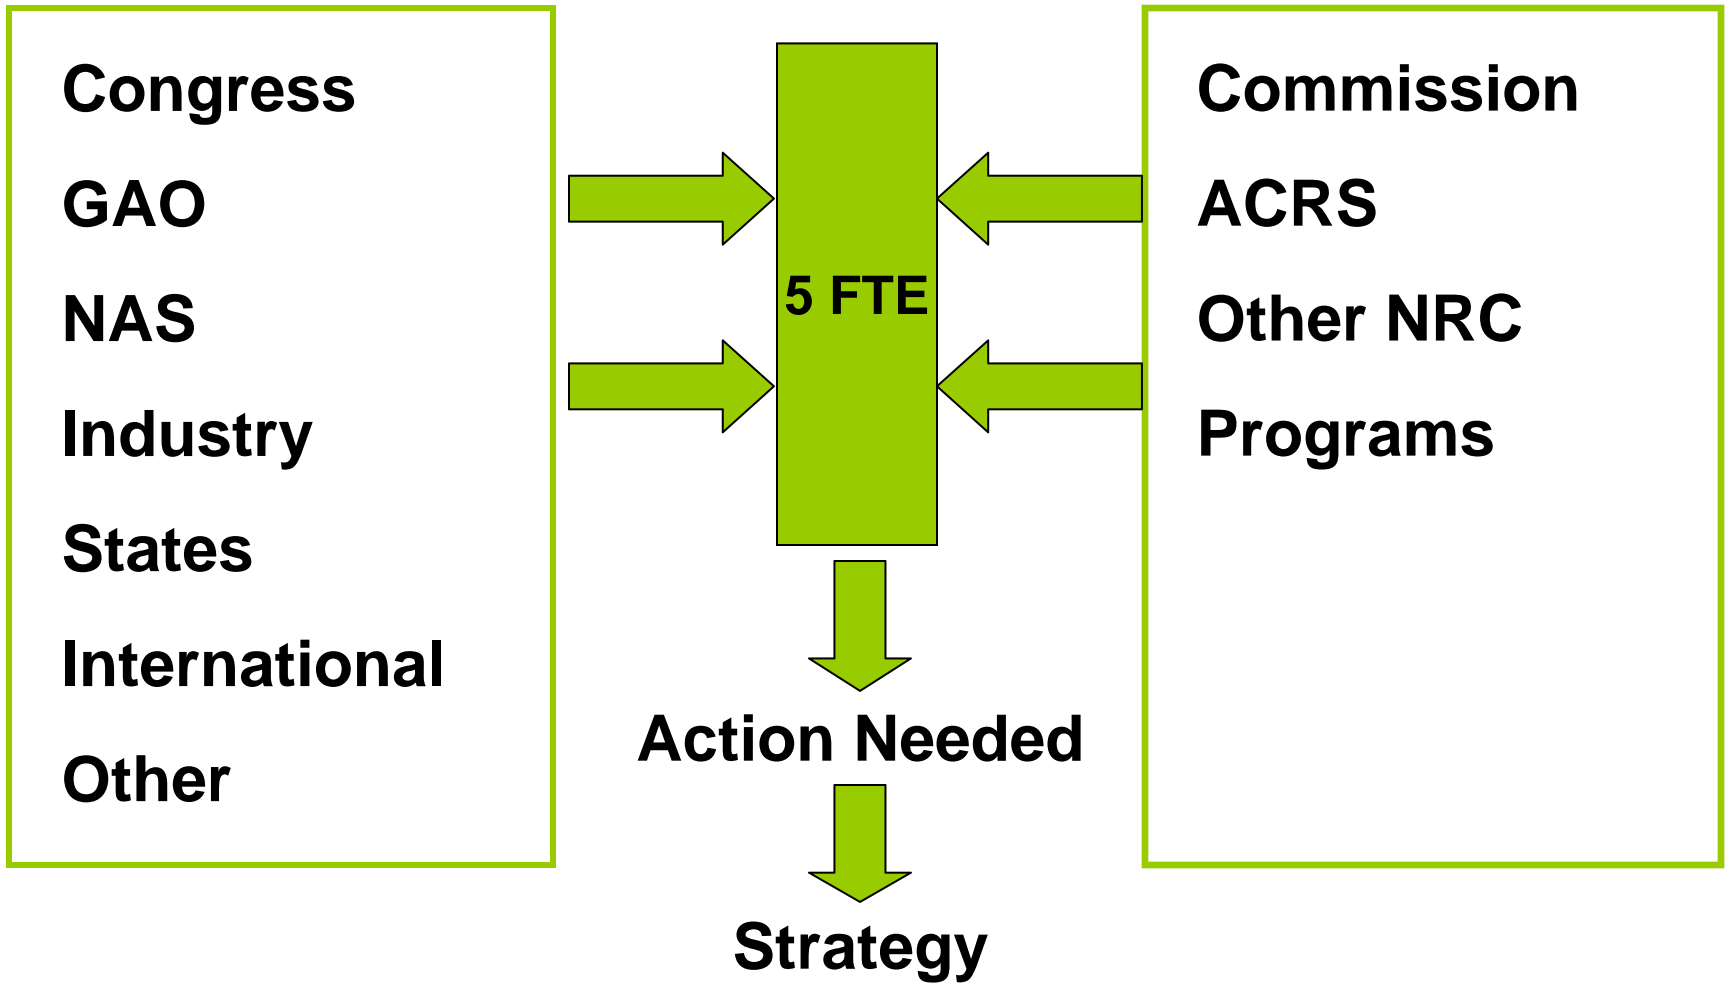 Congress
GAO
NAS
Industry
States
International
Other
5 FTE
Commission
ACRS
Other NRC
Programs
Action Needed
Strategy